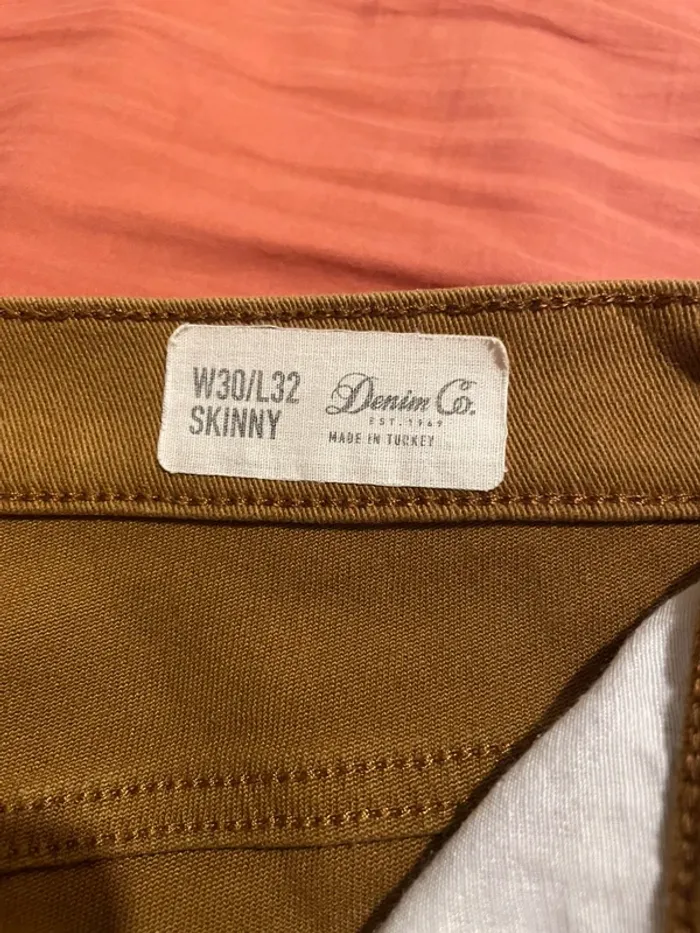 W30/L32
SKINNY
Denim Co.
EST. 1969
MADE IN TURKEY